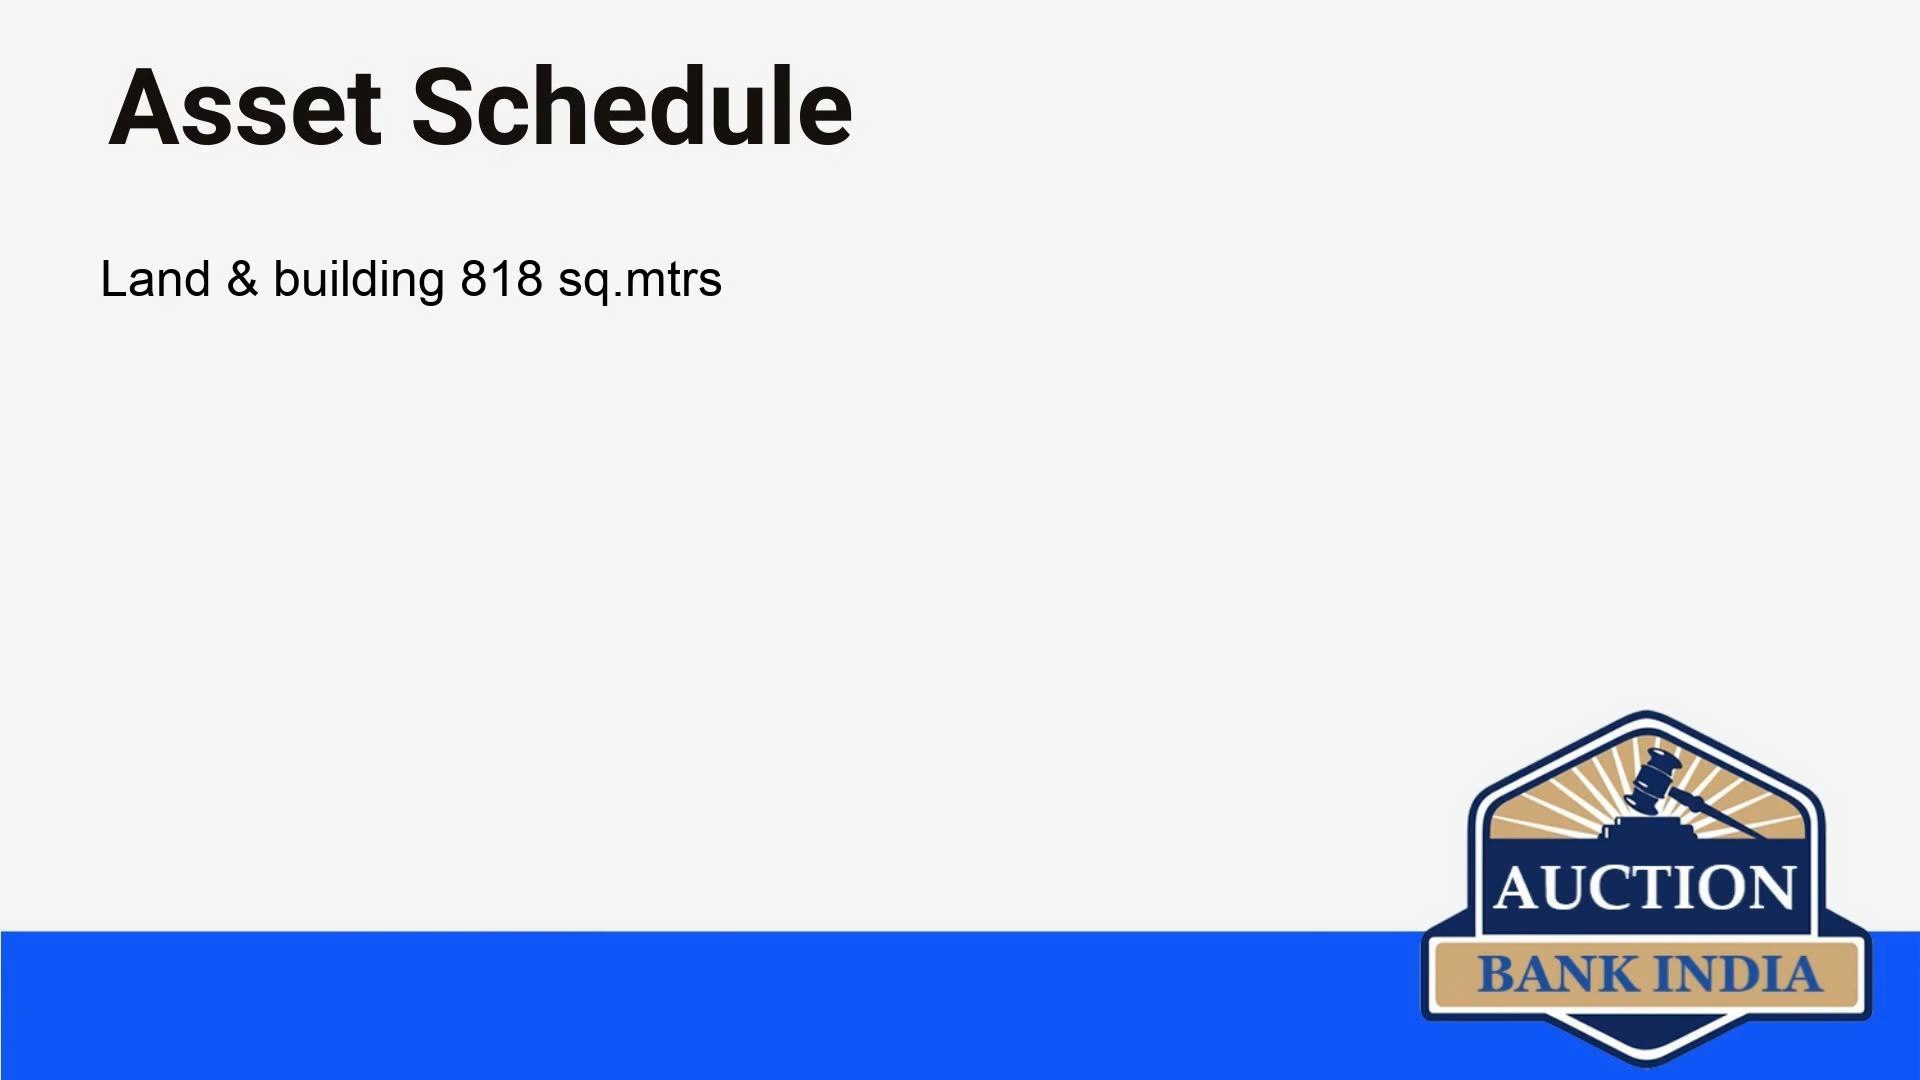 Asset Schedule
Land & building 818 sq.mtrs
AUCTION
BANK INDIA